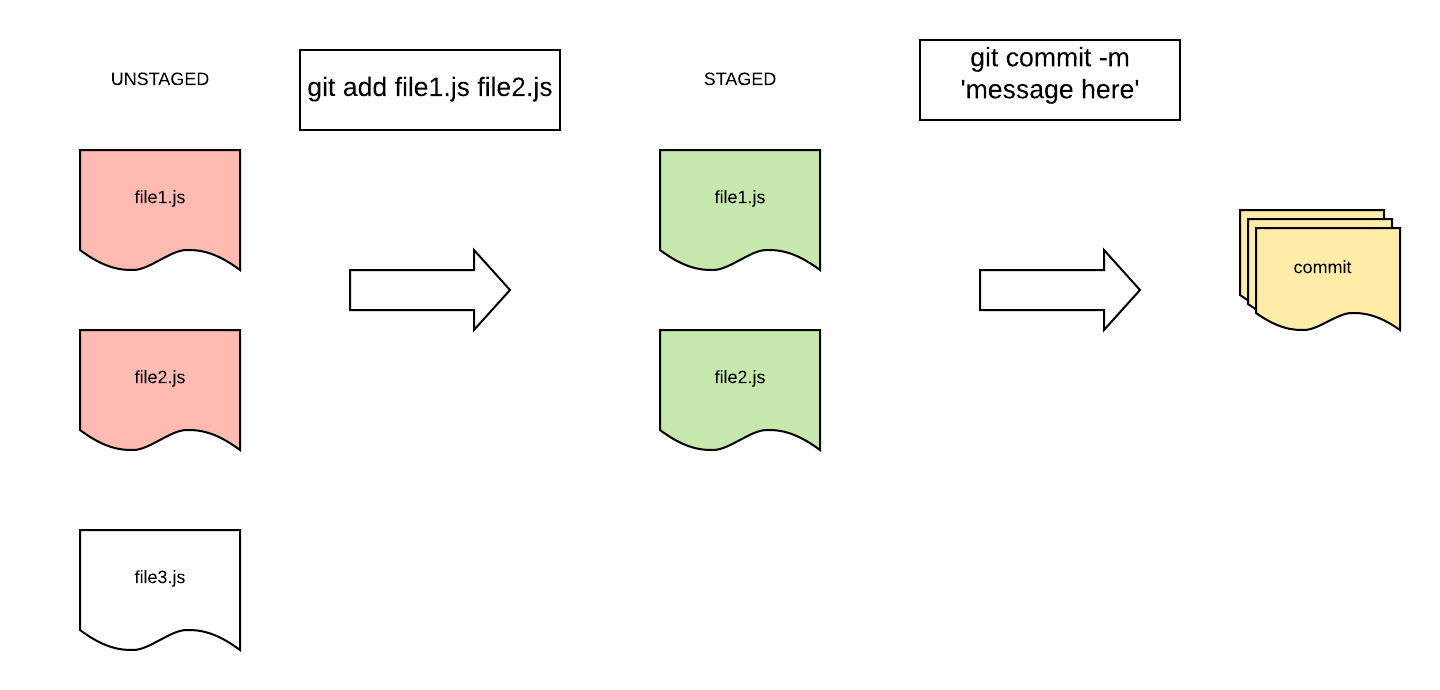 UNSTAGED
git add file1.js file2.js
STAGED
git commit -m
'message here'
file1.js
file1.js
commit
file2.js
file2.js
file3.js